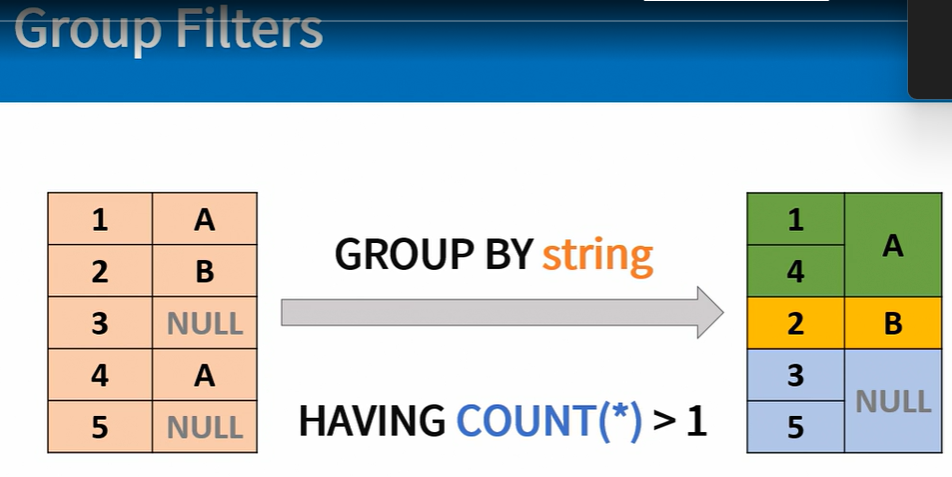 Group Filters
1 A
2 B
3 NULL
4 A
5 NULL
GROUP BY string
HAVING COUNT(*) > 1
1
A
4
2 B
3
NULL
5